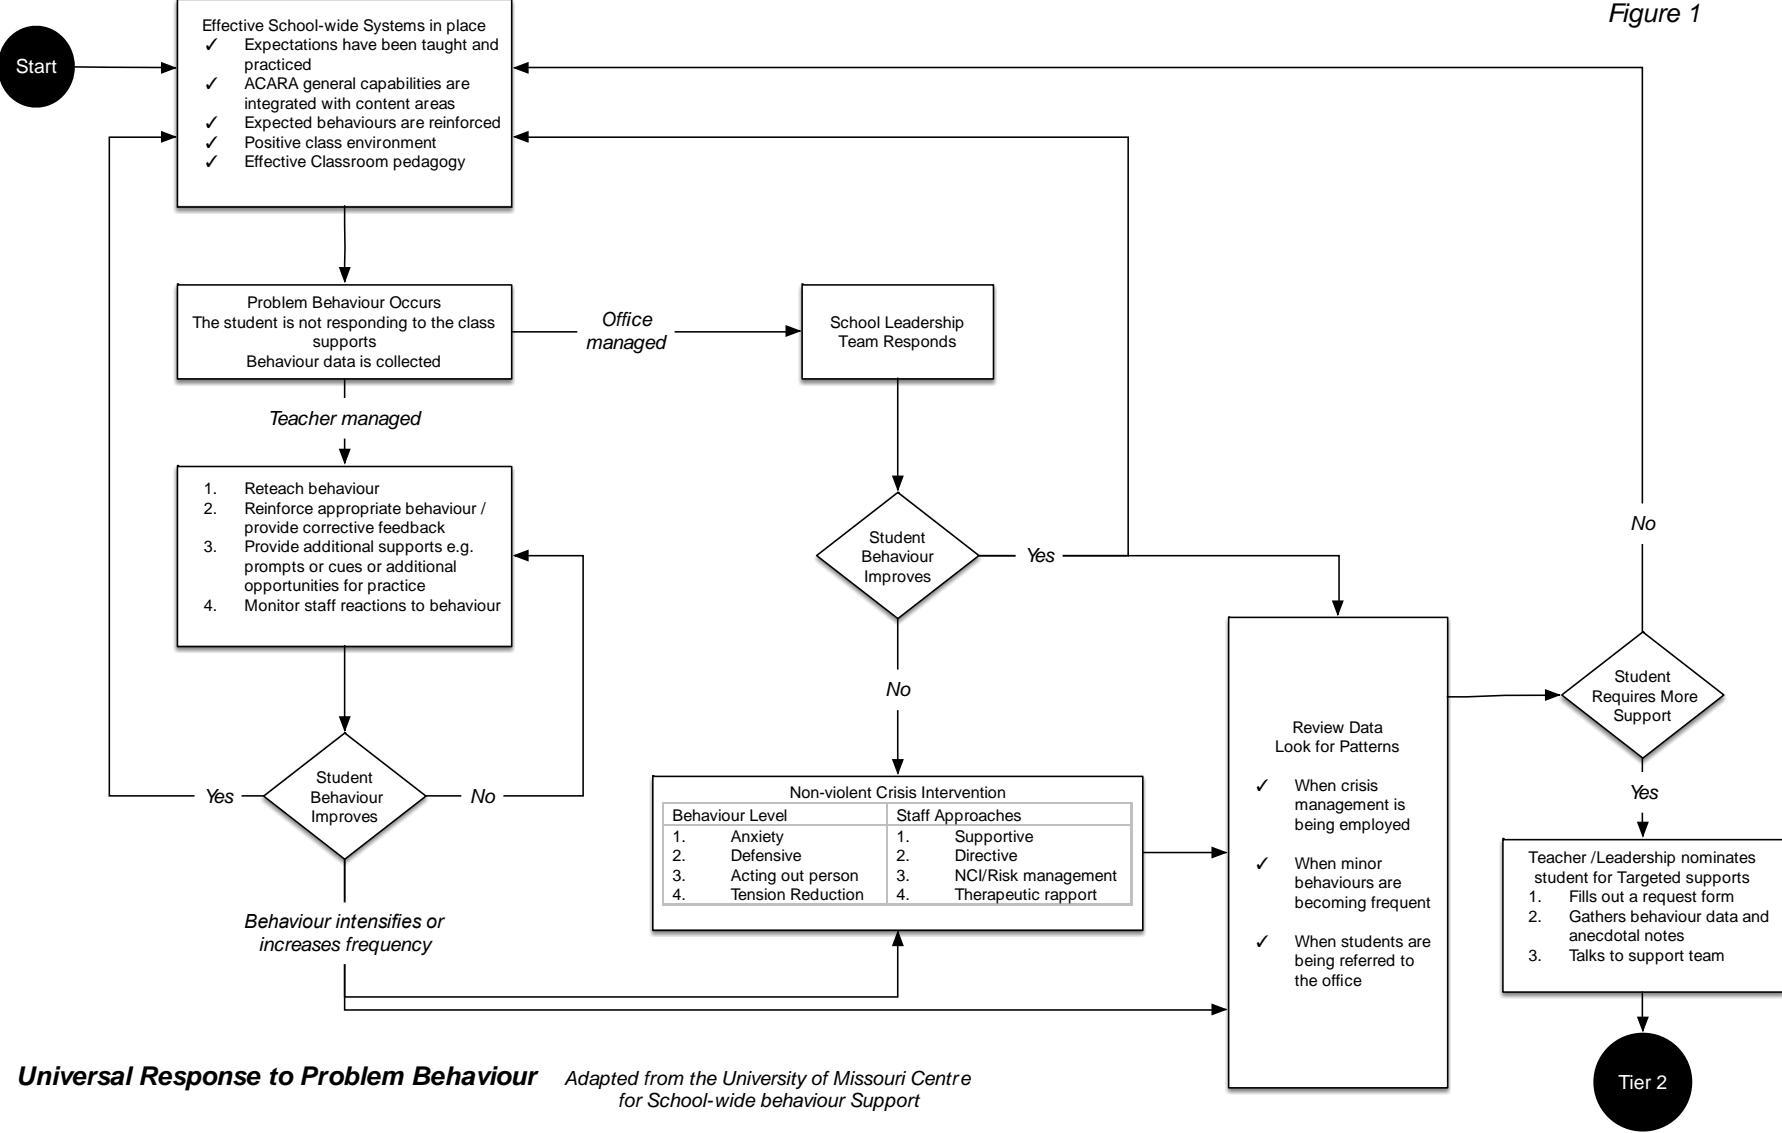 Figure 1
Start
Effective School-wide Systems in place
✓ Expectations have been taught and
practiced
✓ ACARA general capabilities are
integrated with content areas
✓ Expected behaviours are reinforced
✓ Positive class environment
✓ Effective Classroom pedagogy
Problem Behaviour Occurs
The student is not responding to the class
supports
Behaviour data is collected
Office
managed
School Leadership
Team Responds
Teacher managed
1. Reteach behaviour
2. Reinforce appropriate behaviour /
provide corrective feedback
3. Provide additional supports e.g.
prompts or cues or additional
opportunities for practice
4. Monitor staff reactions to behaviour
Student
Behaviour
Improves
Yes
No
Behaviour intensifies or
increases frequency
Student
Behaviour
Improves
Yes
No
Non-violent Crisis Intervention
Behaviour Level
1. Anxiety
2. Defensive
3. Acting out person
4. Tension Reduction
Staff Approaches
1. Supportive
2. Directive
3. NCI/Risk management
4. Therapeutic rapport
Review Data
Look for Patterns
✓ When crisis
management is
being employed
✓ When minor
behaviours are
becoming frequent
✓ When students are
being referred to
the office
No
Student
Requires More
Support
Yes
Teacher /Leadership nominates
student for Targeted supports
1. Fills out a request form
2. Gathers behaviour data and
anecdotal notes
3. Talks to support team
Tier 2
Universal Response to Problem Behaviour
Adapted from the University of Missouri Centre
for School-wide behaviour Support